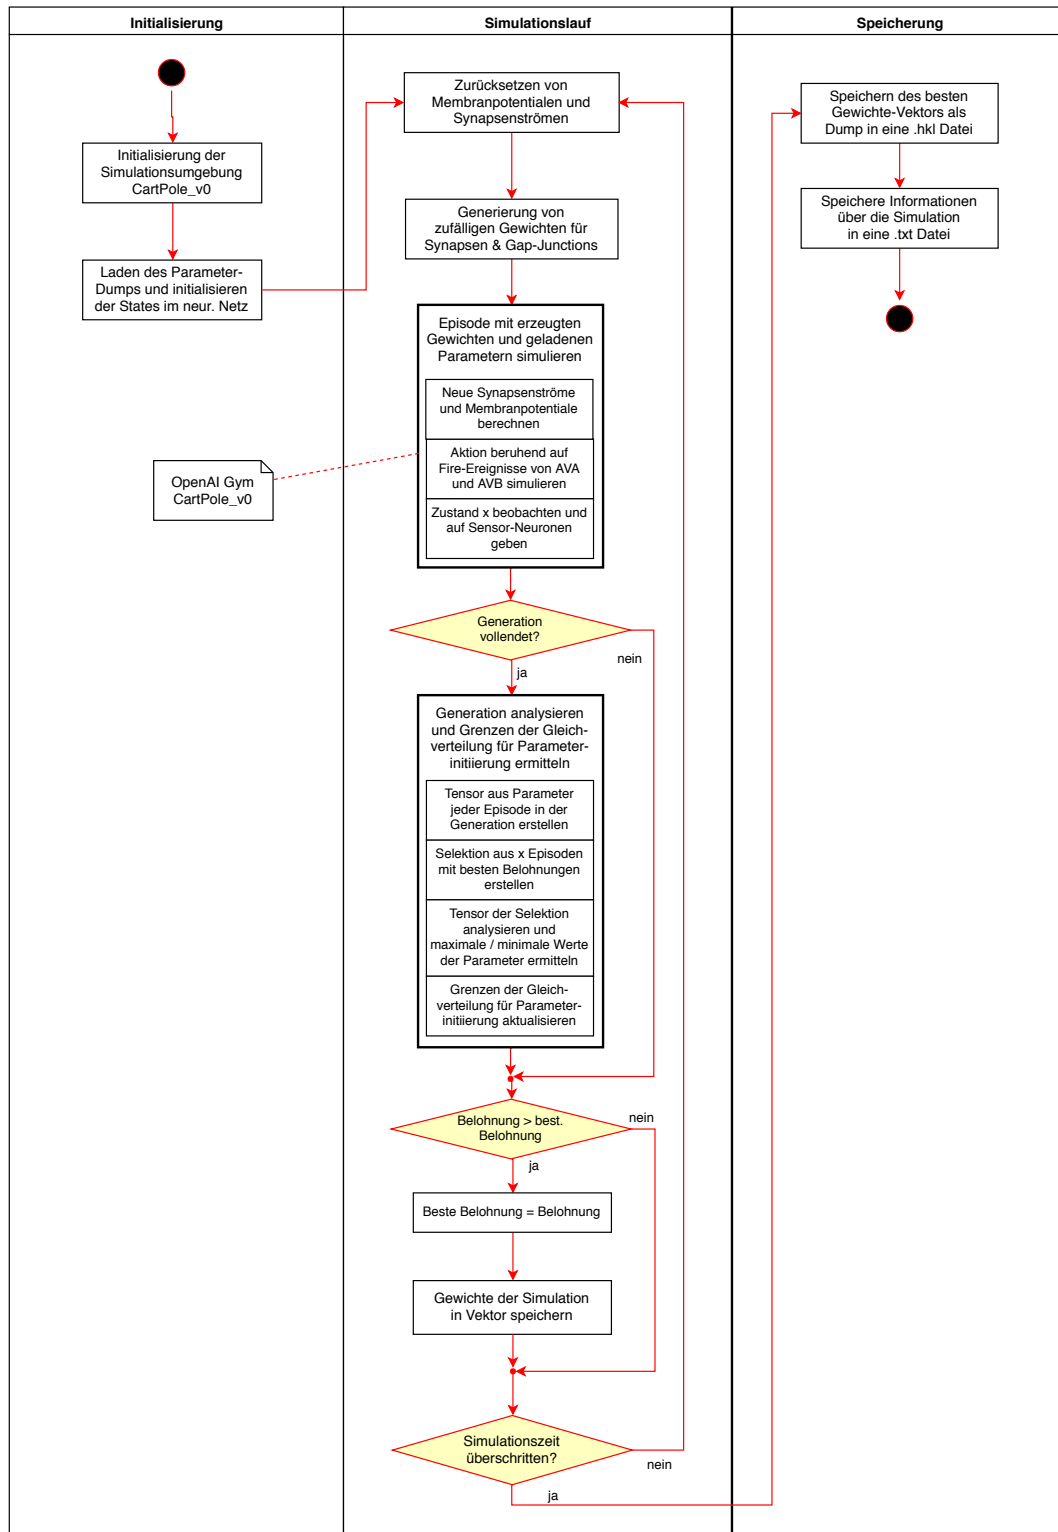 Initialisierung
Simulationslauf
Speicherung
Initialisierung der
Simulationsumgebung
CartPole_v0
Laden des Parameter-
Dumps und initialisieren
der States im neur. Netz
OpenAI Gym
CartPole_v0
Zurücksetzen von
Membranpotentialen und
Synapsenströmen
Generierung von
zufälligen Gewichten für
Synapsen & Gap-Junctions
Episode mit erzeugten
Gewichten und geladenen
Parametern simulieren
Neue Synapsenströme
und Membranpotentiale
berechnen
Aktion beruhend auf
Fire-Ereignisse von AVA
und AVB simulieren
Zustand x beobachten und
auf Sensor-Neuronen
geben
Generation
vollendet?
nein
ja
Generation analysieren
und Grenzen der Gleich-
verteilung für Parameter-
initiierung ermitteln
Tensor aus Parameter
jeder Episode in der
Generation erstellen
Selektion aus x Episoden
mit besten Belohnungen
erstellen
Tensor der Selektion
analysieren und
maximale / minimale Werte
der Parameter ermitteln
Grenzen der Gleich-
verteilung für Parameter-
initiierung aktualisieren
Belohnung > best.
Belohnung
nein
ja
Beste Belohnung = Belohnung
Gewichte der Simulation
in Vektor speichern
Simulationszeit
überschritten?
nein
ja
Speichern des besten
Gewichte-Vektors als
Dump in eine .hkl Datei
Speichere Informationen
über die Simulation
in eine .txt Datei